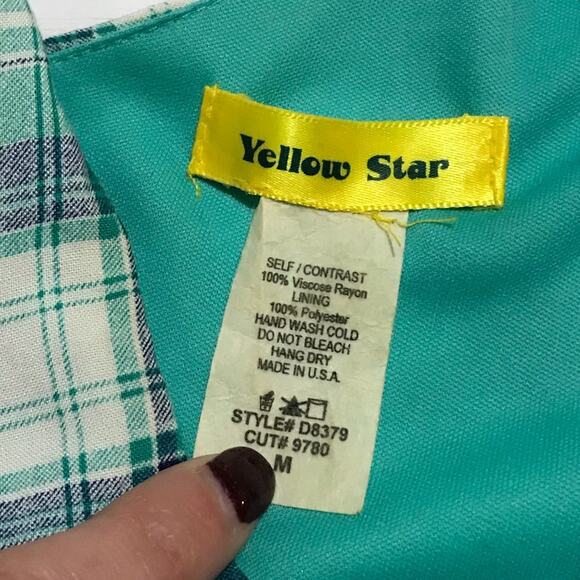 Yellow Star
SELF / CONTRAST
100% Viscose Rayon
LINING
100% Polyester
HAND WASH COLD
DO NOT BLEACH
HANG DRY
MADE IN U.S.A.
STYLE# D8379
CUT# 9780
M